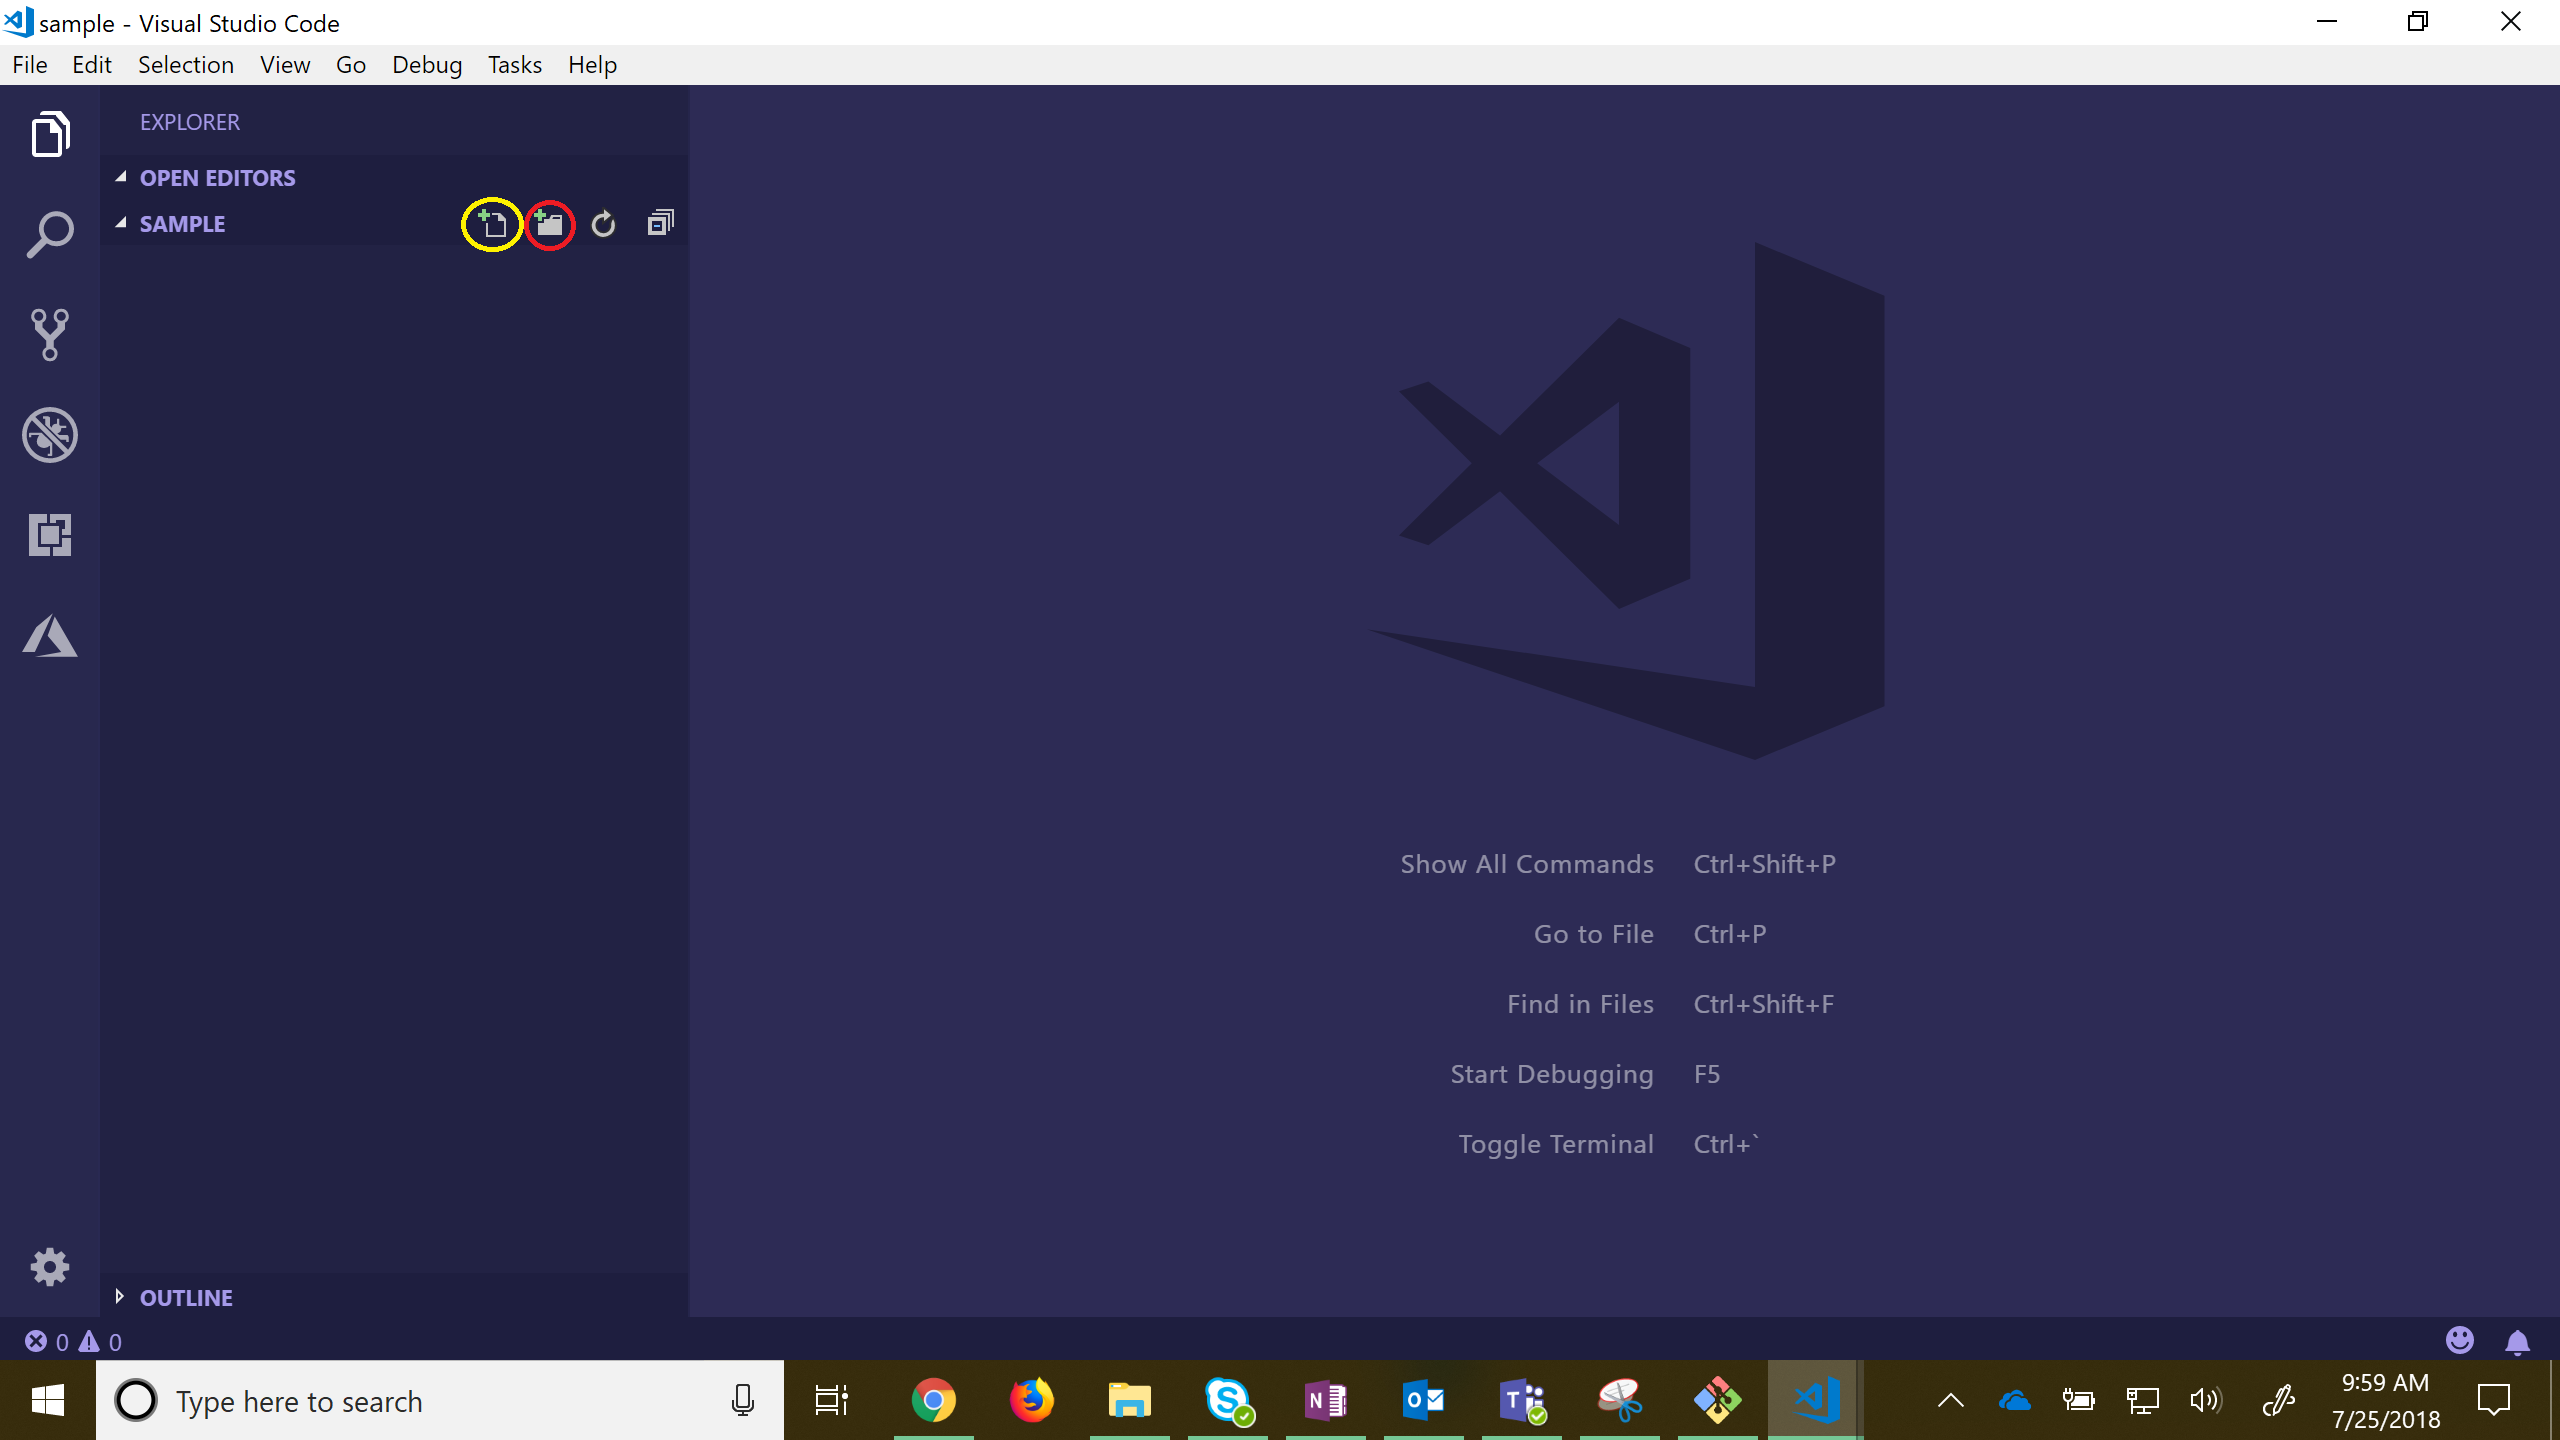 sample - Visual Studio Code
File Edit Selection View Go Debug Tasks Help
EXPLORER
OPEN EDITORS
SAMPLE
Show All Commands Ctrl+Shift+P
Go to File Ctrl+P
Find in Files Ctrl+Shift+F
Start Debugging F5
Toggle Terminal Ctrl+`
OUTLINE
0 0
Type here to search
9:59 AM
7/25/2018